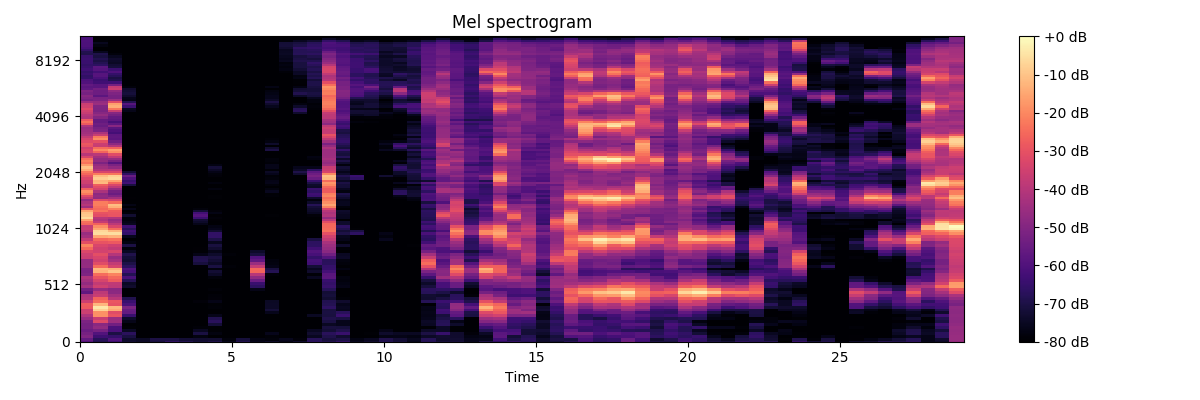 Mel spectrogram
Hz
8192
4096
2048
1024
512
0
0 5 10 15 20 25
Time
+0 dB
-10 dB
-20 dB
-30 dB
-40 dB
-50 dB
-60 dB
-70 dB
-80 dB